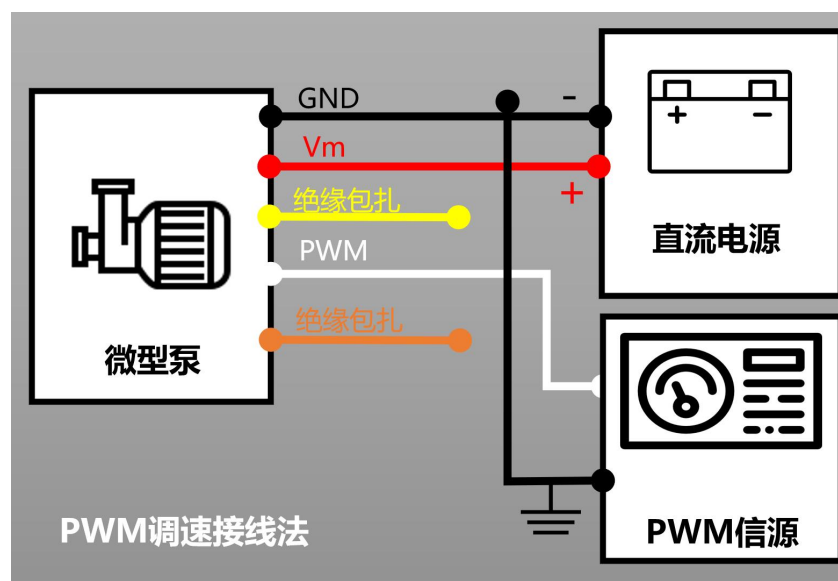 GND
-
Vm
+
绝缘包扎
PWM
绝缘包扎
微型泵
+ -
直流电源
PWM信源
PWM调速接线法